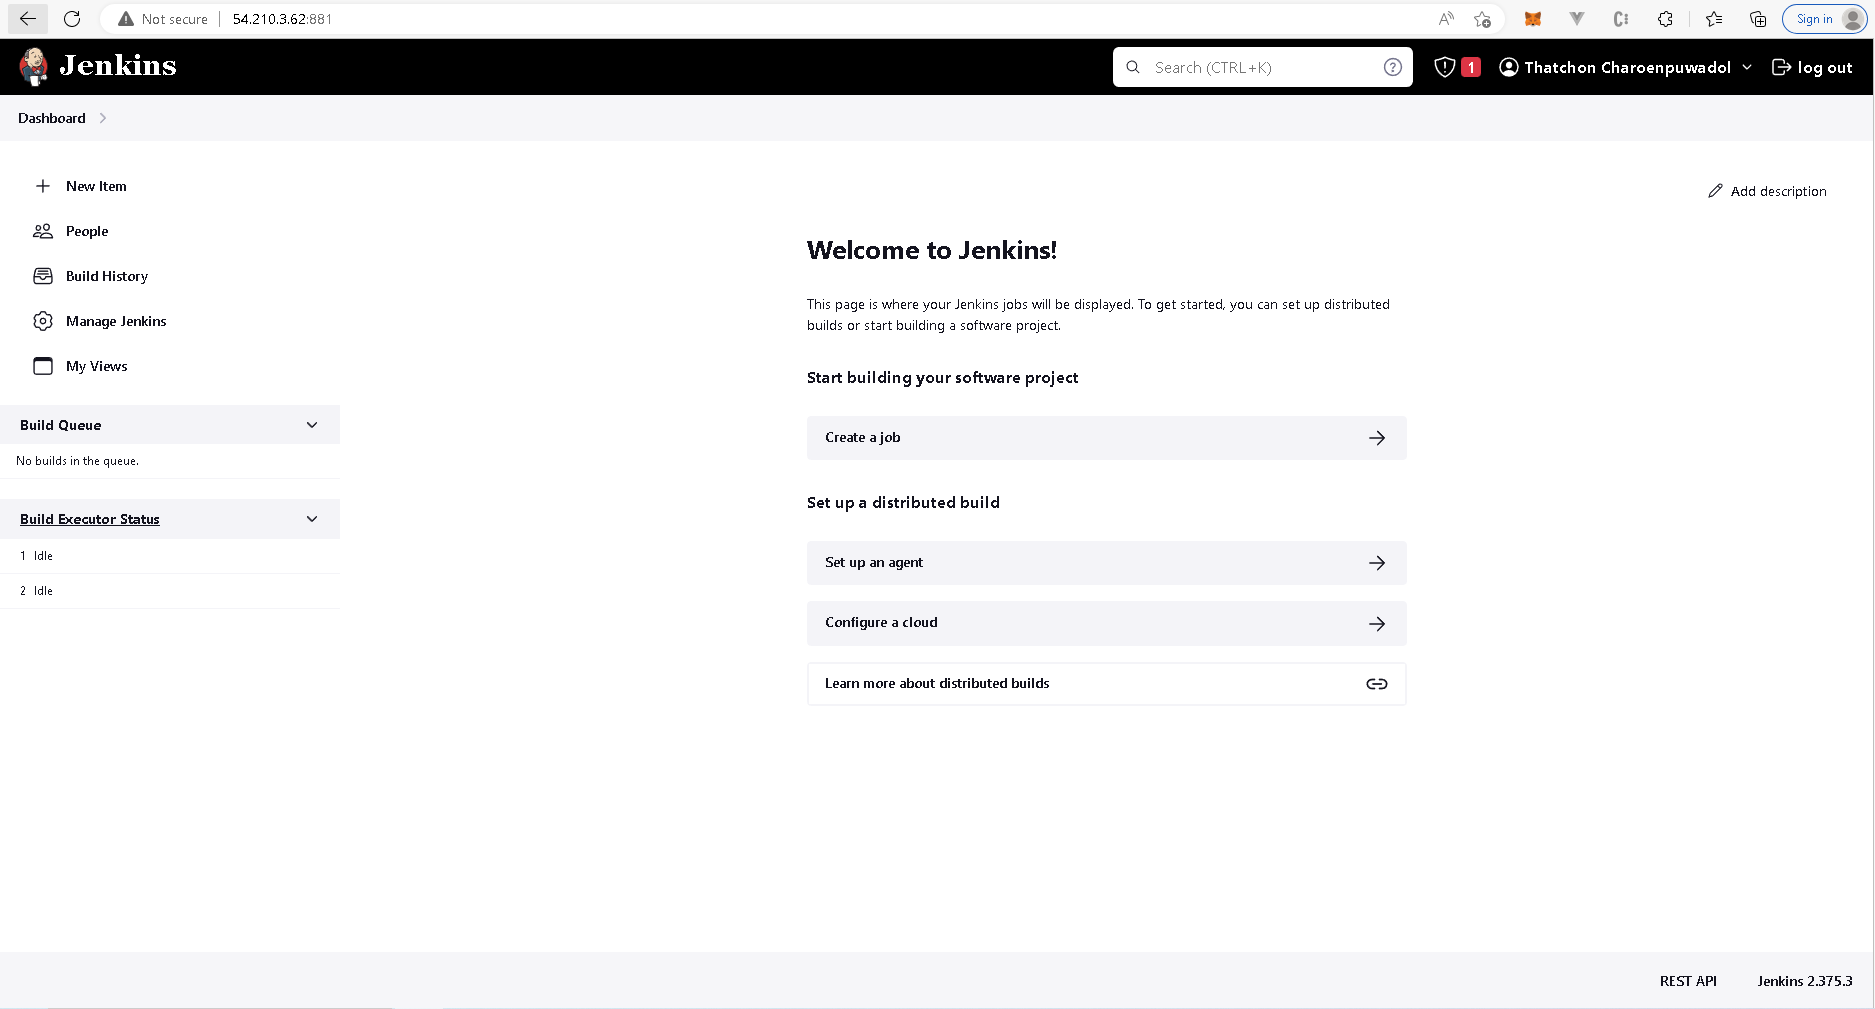 Not secure
54.210.3.62:881
Sign in
Jenkins
Search (CTRL+K)
1
Thatchon Charoenpuwadol
log out
Dashboard
New Item
People
Build History
Manage Jenkins
My Views
Build Queue
No builds in the queue.
Build Executor Status
1 Idle
2 Idle
Add description
Welcome to Jenkins!
This page is where your Jenkins jobs will be displayed. To get started, you can set up distributed
builds or start building a software project.
Start building your software project
Create a job
Set up a distributed build
Set up an agent
Configure a cloud
Learn more about distributed builds
REST API
Jenkins 2.375.3